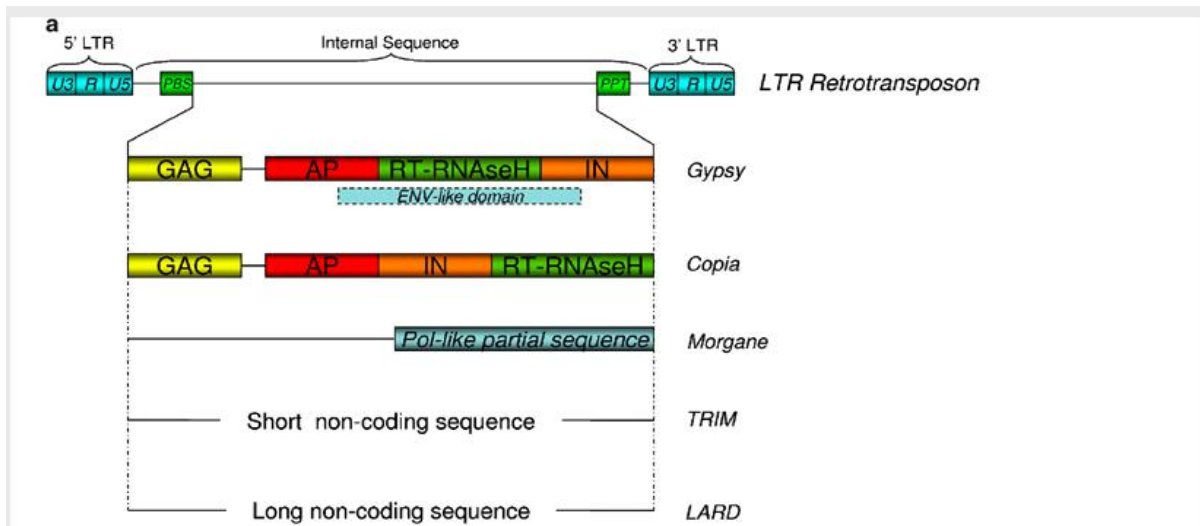 a
5' LTR Internal Sequence 3' LTR
U3 R U5 PBS PPT U3 R U5 LTR Retrotransposon
GAG AP RT-RNAseH IN Gypsy
ENV-like domain
GAG AP IN RT-RNAseH Copia
Pol-like partial sequence Morgane
Short non-coding sequence TRIM
Long non-coding sequence LARD